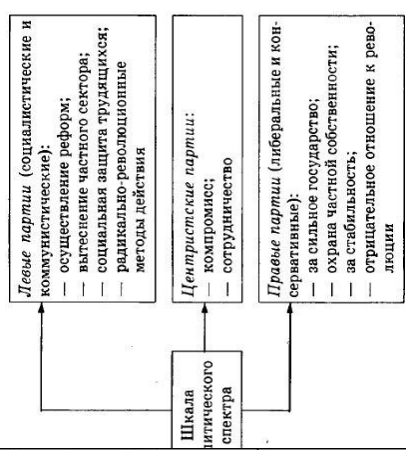 Шкала
литического
спектра
Левые партии (социалистические и
коммунистические):
— осуществление реформ;
— вытеснение частного сектора;
— социальная защита трудящихся;
— радикально-революционные
методы действия
Центристские партии:
— компромисс;
— сотрудничество
Правые партии (либеральные и кон-
сервативные):
— за сильное государство;
— охрана частной собственности;
— за стабильность;
— отрицательное отношение к рево-
люции